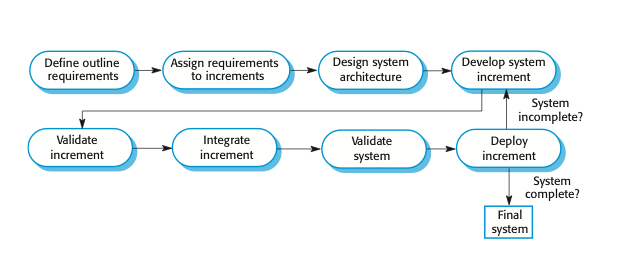 Define outline
requirements
Assign requirements
to increments
Design system
architecture
Develop system
increment
System
incomplete?
Validate
increment
Integrate
increment
Validate
system
Deploy
increment
System
complete?
Final
system